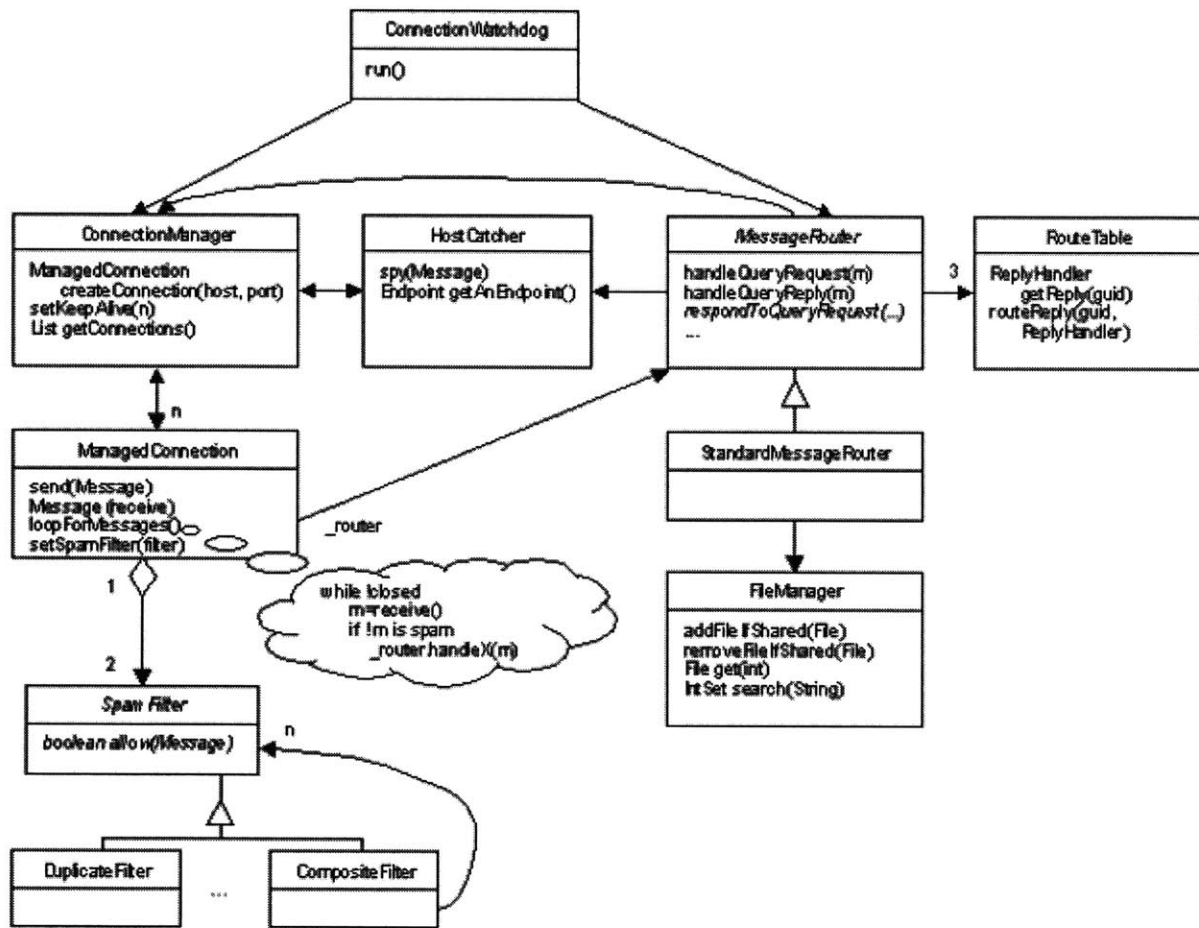 ConnectionWatchdog
run()
ConnectionManager
ManagedConnection
createConnection(host, port)
setKeepAlive(n)
List getConnections()
HostCatcher
spy(Message)
Endpoint getAnEndpoint()
MessageRouter
handleQueryRequest(m)
handleQueryReply(m)
respondToQueryRequest(...)
...
3
RouteTable
ReplyHandler
getReply(guid)
routeReply(guid,
ReplyHandler)
n
ManagedConnection
send(Message)
Message (receive)
loopForMessages()
setSpamFilter(filter)
_router
StandardMessageRouter
1
2
while !closed
m=receive()
if !m is spam
_router.handleX(m)
FileManager
addFileIfShared(File)
removeFileIfShared(File)
File get(int)
IntSet search(String)
Spam Filter
boolean allow(Message)
n
DuplicateFilter
...
CompositeFilter